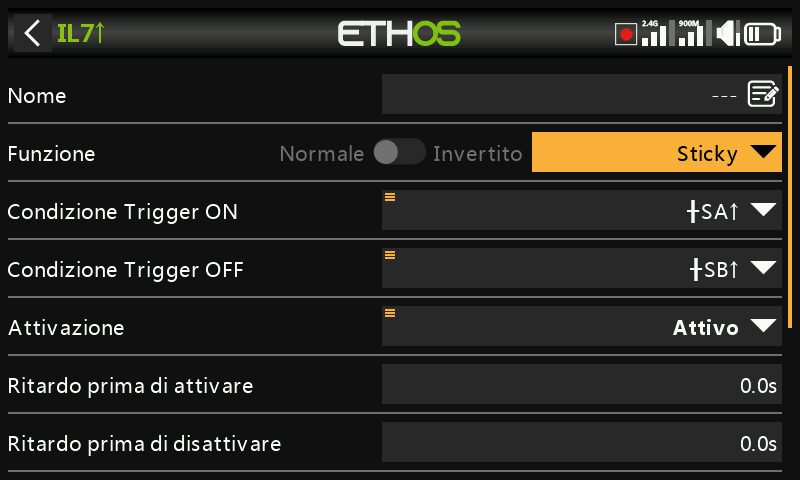 IL7↑ ETHOS 2.4G 900M
Nome ---
Funzione Normale Invertito Sticky
Condizione Trigger ON SA↑
Condizione Trigger OFF SB↑
Attivazione Attivo
Ritardo prima di attivare 0.0s
Ritardo prima di disattivare 0.0s